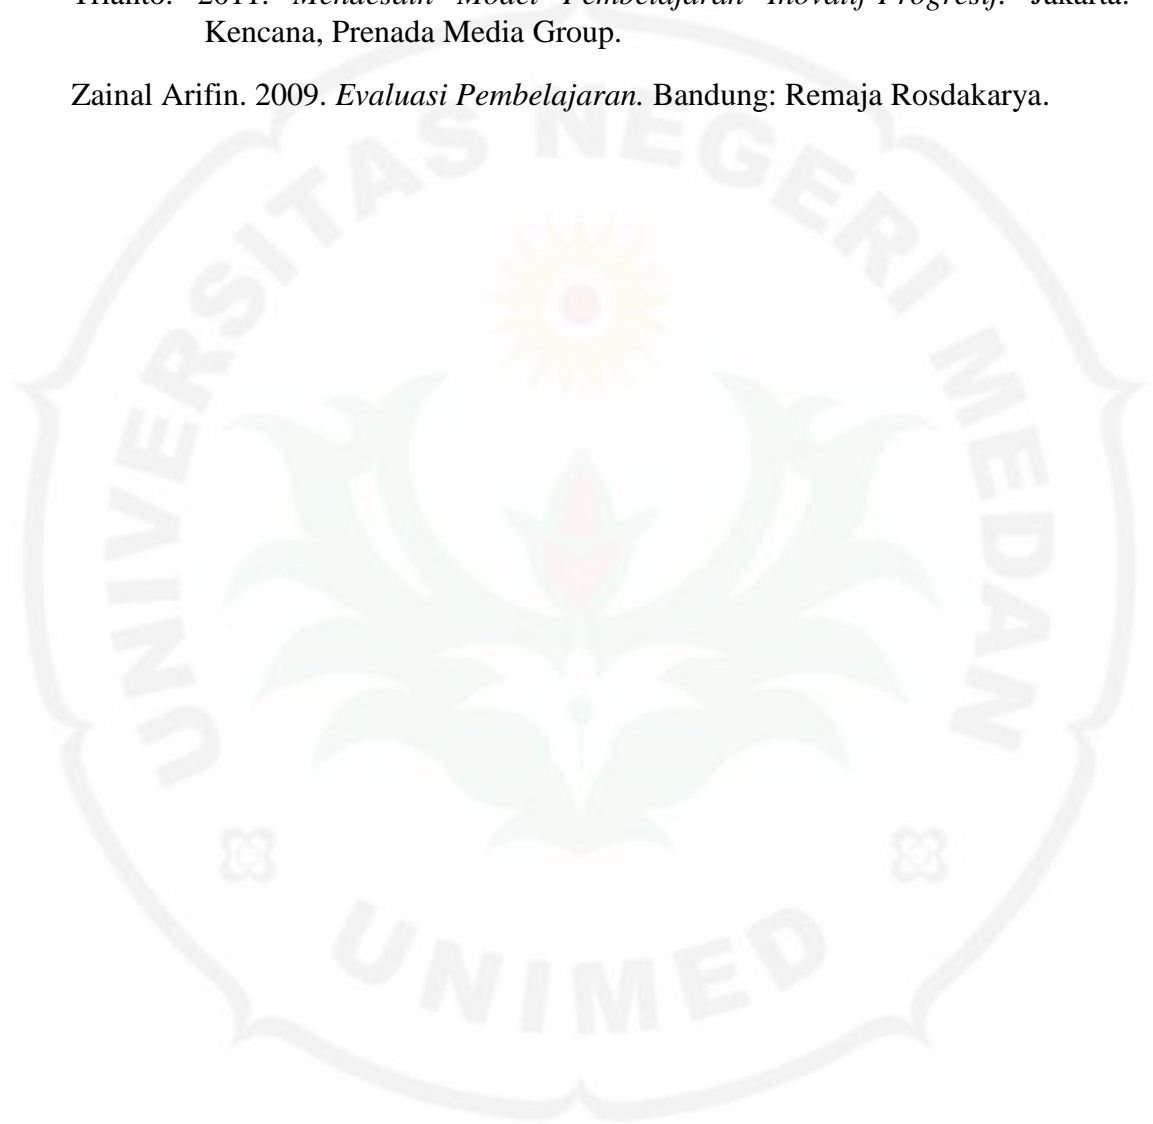 Trianto. 2011. Mendesain Model Pembelajaran Inovatif-Progresif. Jakarta:
Kencana, Prenada Media Group.
Zainal Arifin. 2009. Evaluasi Pembelajaran. Bandung: Remaja Rosdakarya.
UNIVERSITAS NEGERI MEDAN
UNIMED